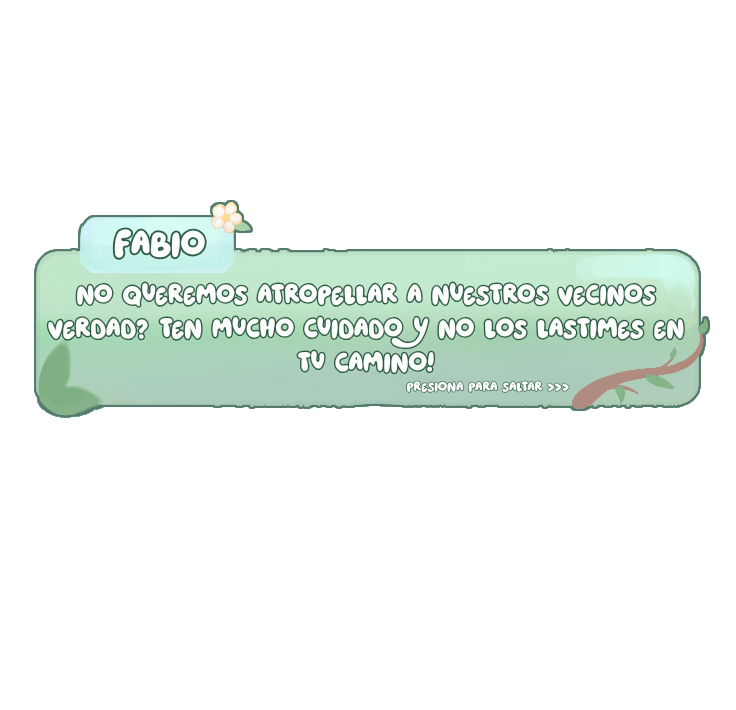 FABIO
NO QUEREMOS ATROPELLAR A NUESTROS VECINOS
VERDAD? TEN MUCHO CUIDADO Y NO LOS LASTIMES EN
TU CAMINO!
PRESIONA PARA SALTAR >>>